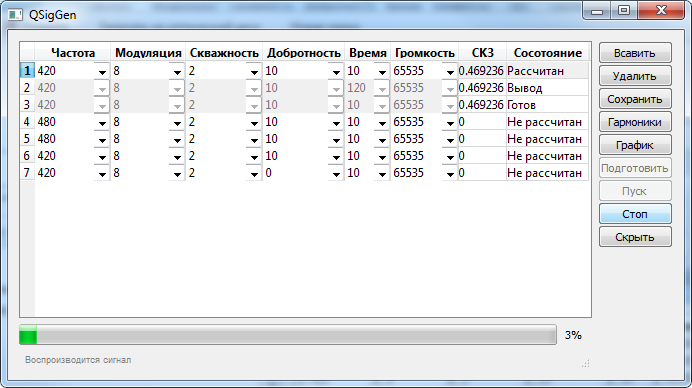 QSigGen
Частота Модуляция Скважность Добротность Время Громкость СКЗ Сосотояние
1 420 8 2 10 10 65535 0.469236 Рассчитан
2 420 8 2 10 120 65535 0.469236 Вывод
3 420 8 2 10 10 65535 0.469236 Готов
4 480 8 2 10 10 65535 0 Не рассчитан
5 480 8 2 10 10 65535 0 Не рассчитан
6 420 8 2 10 10 65535 0 Не рассчитан
7 420 8 2 0 10 65535 0 Не рассчитан
Всавить
Удалить
Сохранить
Гармоники
График
Подготовить
Пуск
Стоп
Скрыть
3%
Воспроизводится сигнал